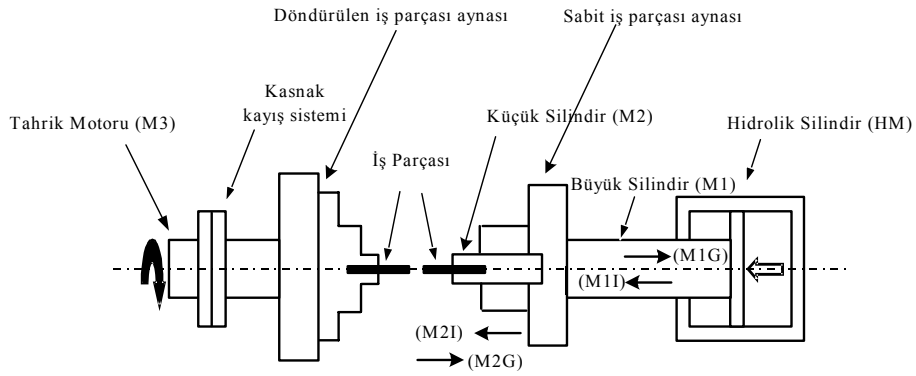 Döndürülen iş parçası aynası
Sabit iş parçası aynası
Kasnak
kayış sistemi
Tahrik Motoru (M3)
Küçük Silindir (M2)
Hidrolik Silindir (HM)
İş Parçası
Büyük Silindir (M1)
(M1G)
(M1I)
(M2I)
(M2G)